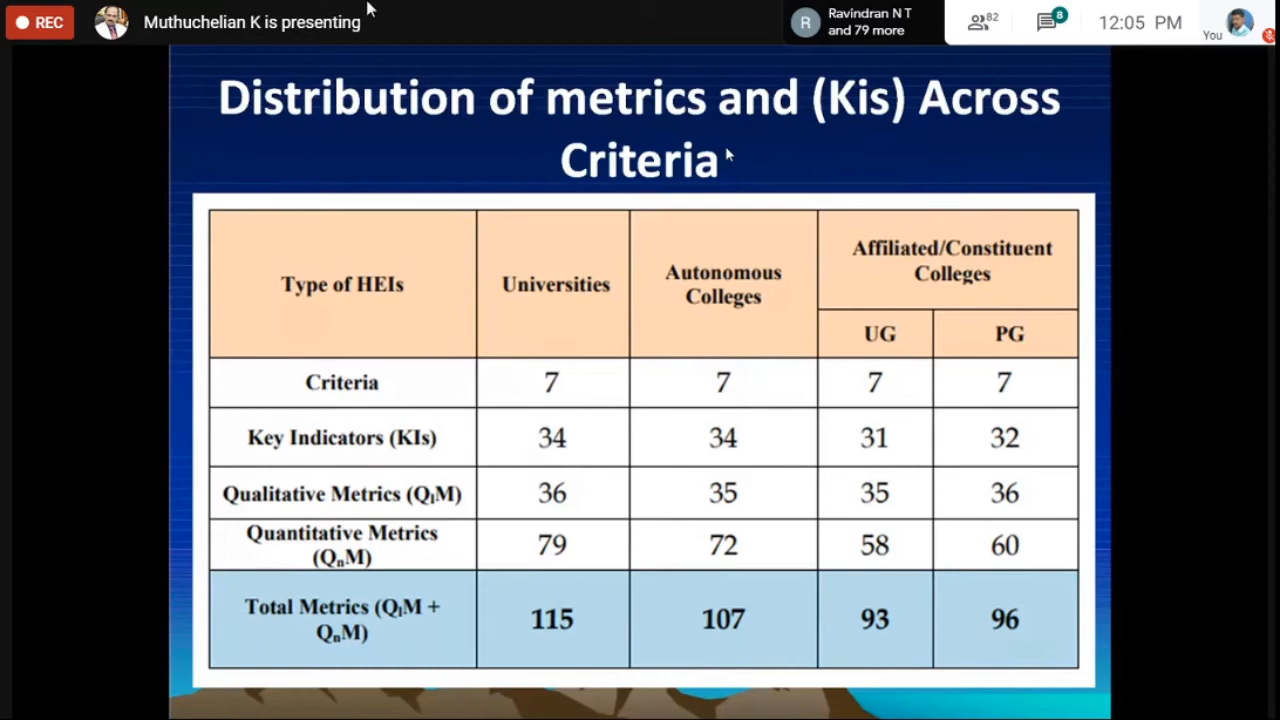 REC
Muthuchelian K is presenting
R
Ravindran N T
and 79 more
82
8
12:05 PM
You
Distribution of metrics and (Kis) Across
Criteria
Type of HEIs
Universities
Autonomous
Colleges
Affiliated/Constituent
Colleges
UG
PG
Criteria
7
7
7
7
Key Indicators (KIs)
34
34
31
32
Qualitative Metrics (QlM)
36
35
35
36
Quantitative Metrics
(QnM)
79
72
58
60
Total Metrics (QlM +
QnM)
115
107
93
96